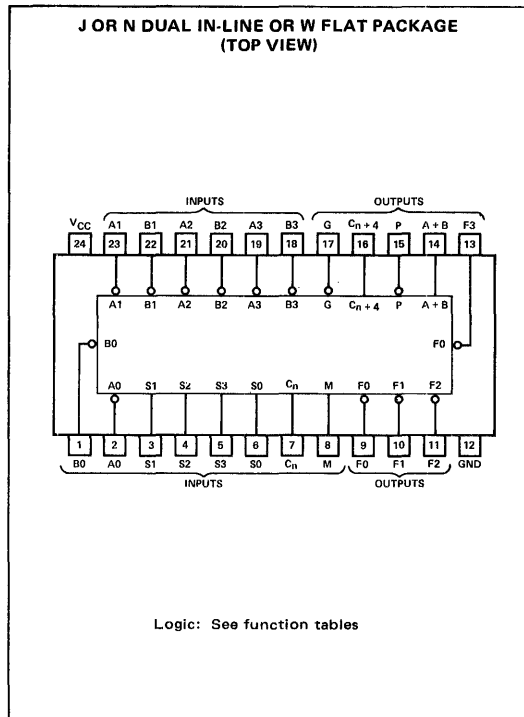 J OR N DUAL IN-LINE OR W FLAT PACKAGE
(TOP VIEW)
INPUTS OUTPUTS
VCC A1 B1 A2 B2 A3 B3 G Cn + 4 P A + B F3
24 23 22 21 20 19 18 17 16 15 14 13
A1 B1 A2 B2 A3 B3 G Cn + 4 P A + B
B0 F0
A0 S1 S2 S3 S0 Cn M F0 F1 F2
1 2 3 4 5 6 7 8 9 10 11 12
B0 A0 S1 S2 S3 S0 Cn M F0 F1 F2 GND
INPUTS OUTPUTS
Logic: See function tables